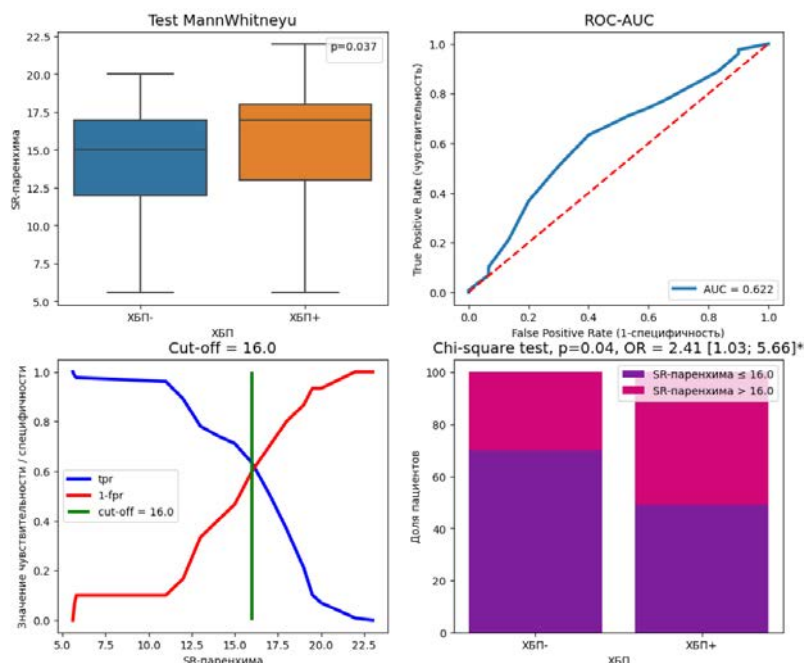 Test MannWhitneyu
p=0.037
SR-паренхима
22.5
20.0
17.5
15.0
12.5
10.0
7.5
5.0
ХБП-
ХБП+
ХБП
ROC-AUC
True Positive Rate (чувствительность)
1.0
0.8
0.6
0.4
0.2
0.0
AUC = 0.622
0.0
0.2
0.4
0.6
0.8
1.0
False Positive Rate (1-специфичность)
Cut-off = 16.0
Значение чувствительности / специфичности
1.0
0.8
0.6
0.4
0.2
0.0
tpr
1-fpr
cut-off = 16.0
5.0
7.5
10.0
12.5
15.0
17.5
20.0
22.5
SR-паренхима
Chi-square test, p=0.04, OR = 2.41 [1.03; 5.66]*
SR-паренхима ≤ 16.0
SR-паренхима > 16.0
Доля пациентов
100
80
60
40
20
0
ХБП-
ХБП+
ХБП